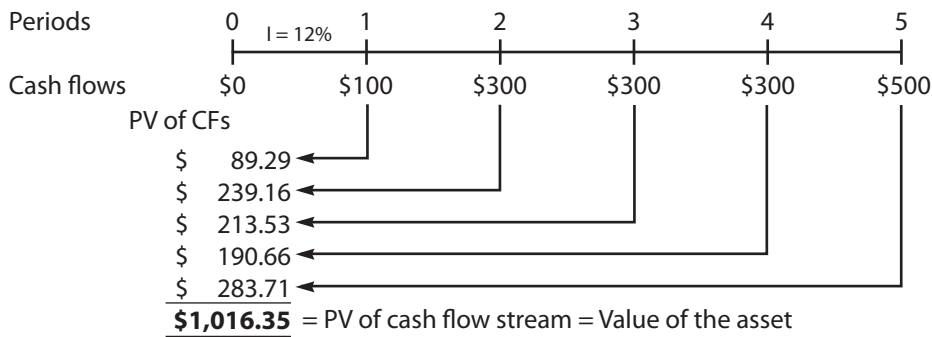 Periods 0 1 2 3 4 5
I = 12%
Cash flows $0 $100 $300 $300 $300 $500
PV of CFs
$ 89.29
$ 239.16
$ 213.53
$ 190.66
$ 283.71
$1,016.35 = PV of cash flow stream = Value of the asset